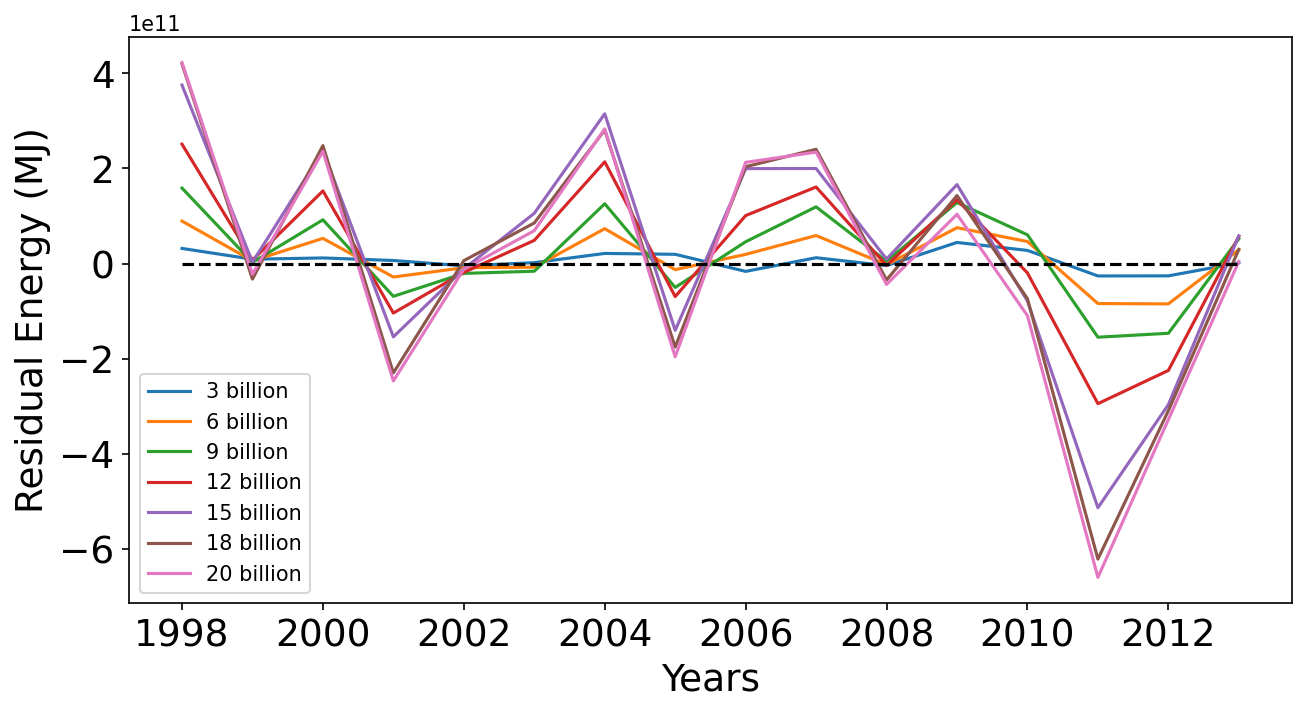 1e11
Residual Energy (MJ)
4
2
0
−2
−4
−6
3 billion
6 billion
9 billion
12 billion
15 billion
18 billion
20 billion
1998 2000 2002 2004 2006 2008 2010 2012
Years